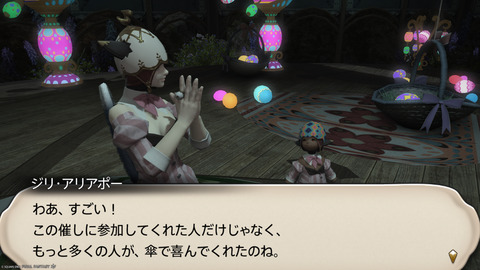 ジリ・アリアポー
わあ、すごい！
この催しに参加してくれた人だけじゃなく、
もっと多くの人が、傘で喜んでくれたのね。